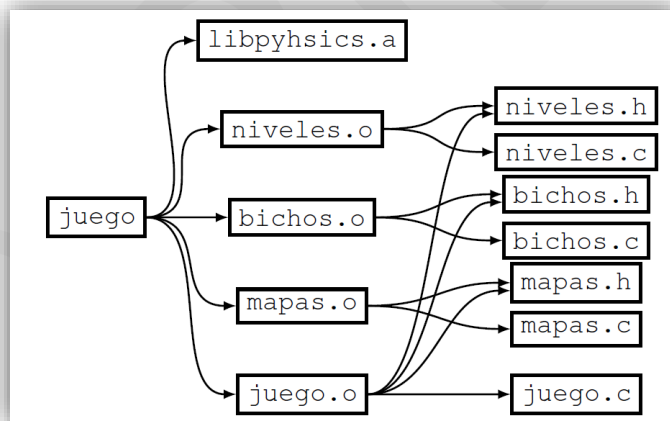 libpyhsics.a
niveles.h
niveles.o
niveles.c
bichos.h
juego
bichos.o
bichos.c
mapas.h
mapas.o
mapas.c
juego.o
juego.c